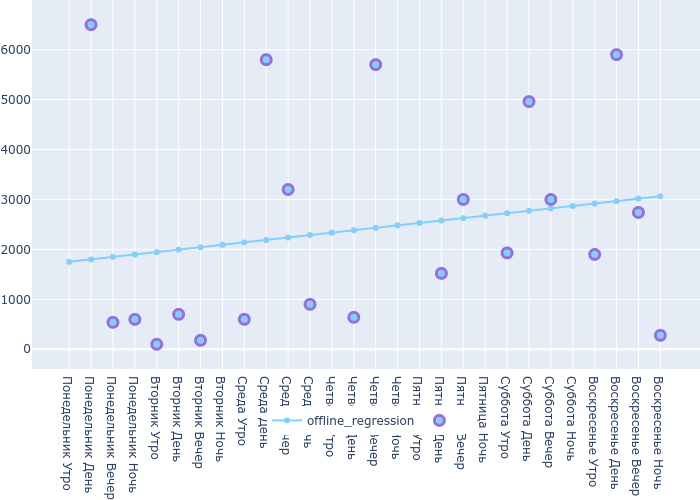 6000
5000
4000
3000
2000
1000
0
Понедельник Утро
Понедельник День
Понедельник Вечер
Понедельник Ночь
Вторник Утро
Вторник День
Вторник Вечер
Вторник Ночь
Среда Утро
Среда День
Пятница Ночь
Суббота Утро
Суббота День
Суббота Вечер
Суббота Ночь
Воскресенье Утро
Воскресенье День
Воскресенье Вечер
Воскресенье Ночь
offline_regression